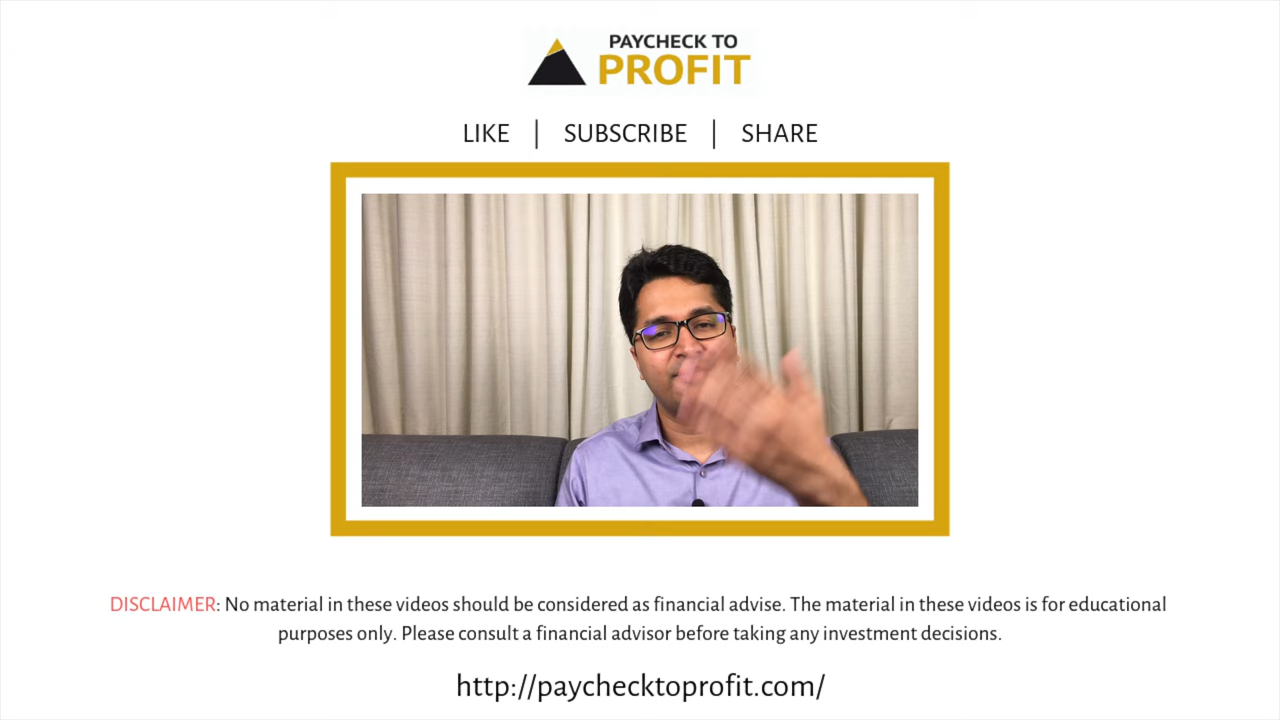 PAYCHECK TO
PROFIT
LIKE | SUBSCRIBE | SHARE
DISCLAIMER: No material in these videos should be considered as financial advise. The material in these videos is for educational
purposes only. Please consult a financial advisor before taking any investment decisions.
http://paychecktoprofit.com/